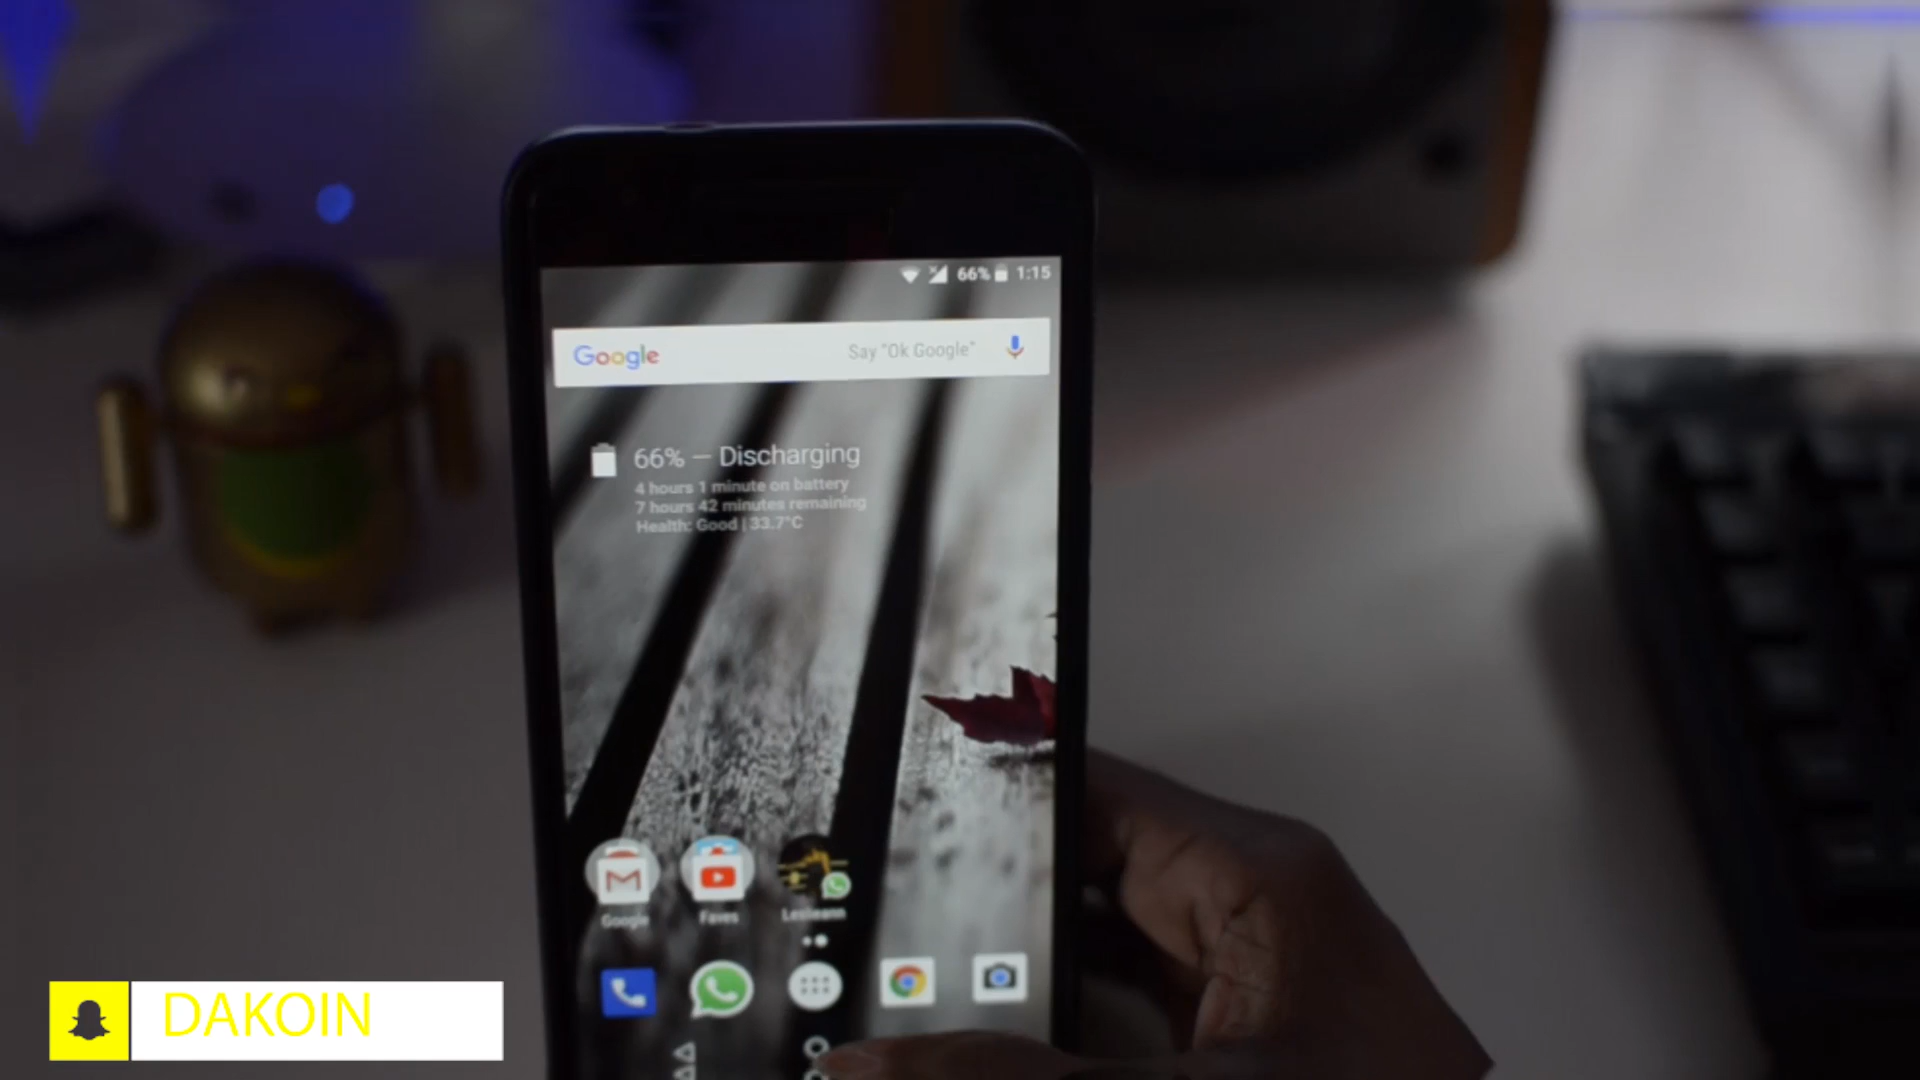 66% 1:15
Google Say "Ok Google"
66% — Discharging
4 hours 1 minute on battery
7 hours 42 minutes remaining
Health: Good | 33.7°C
Google Faves Leslieann
DAKOIN